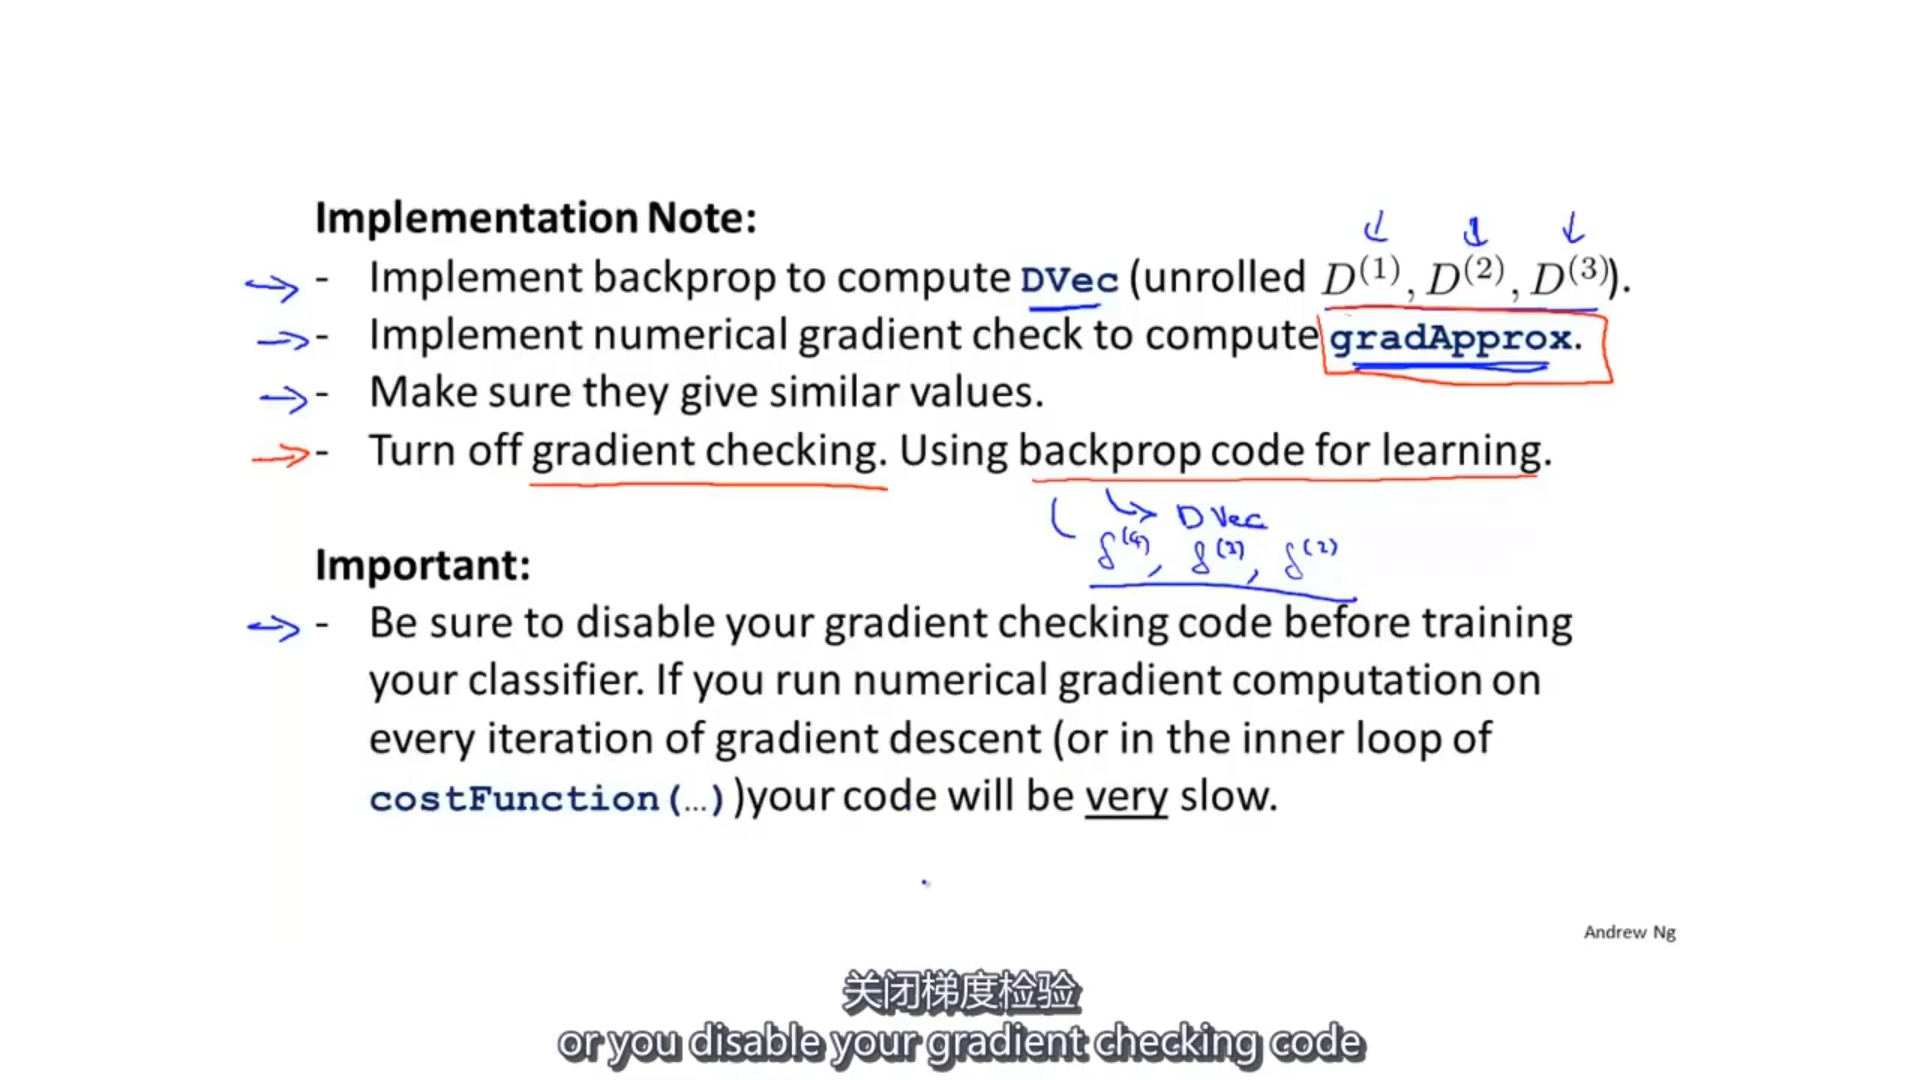 Implementation Note:
- Implement backprop to compute DVec (unrolled D^(1), D^(2), D^(3)).
- Implement numerical gradient check to compute gradApprox.
- Make sure they give similar values.
- Turn off gradient checking. Using backprop code for learning.
DVec
δ^(4), δ^(3), δ^(2)
Important:
- Be sure to disable your gradient checking code before training
your classifier. If you run numerical gradient computation on
every iteration of gradient descent (or in the inner loop of
costFunction(…))your code will be very slow.
Andrew Ng
关闭梯度检验
or you disable your gradient checking code